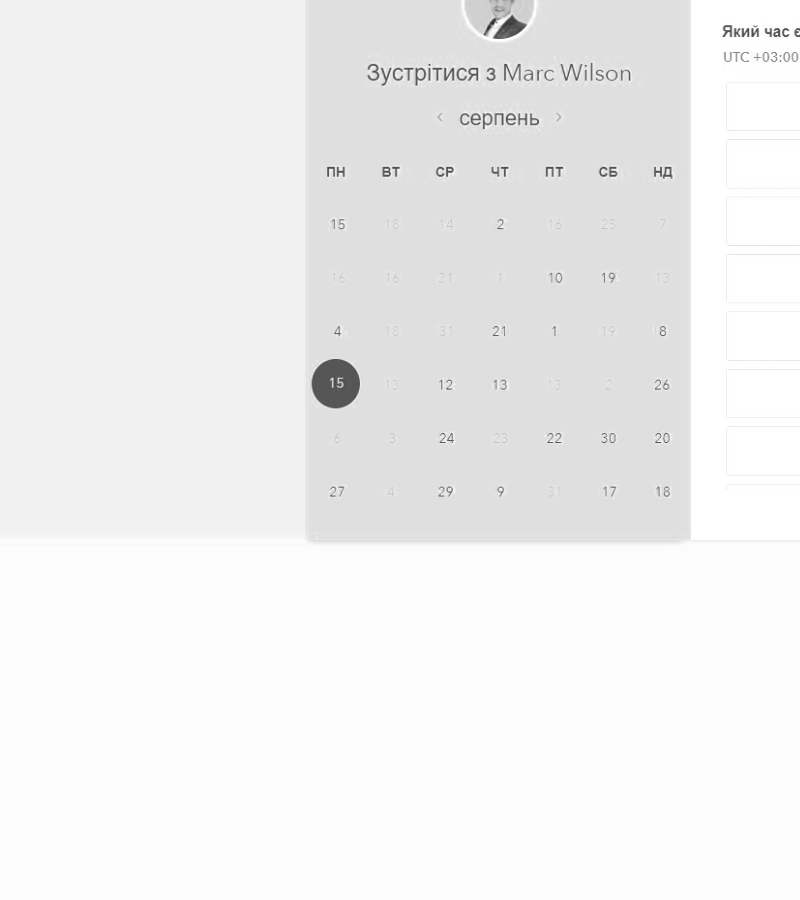 Зустрітися з Marc Wilson
< серпень >
ПН ВТ СР ЧТ ПТ СБ НД
15 18 14 2 16 25 7
16 16 21 1 10 19 13
4 18 31 21 1 19 8
15 13 12 13 13 2 26
6 3 24 23 22 30 20
27 4 29 9 31 17 18
Який час є
UTC +03:00